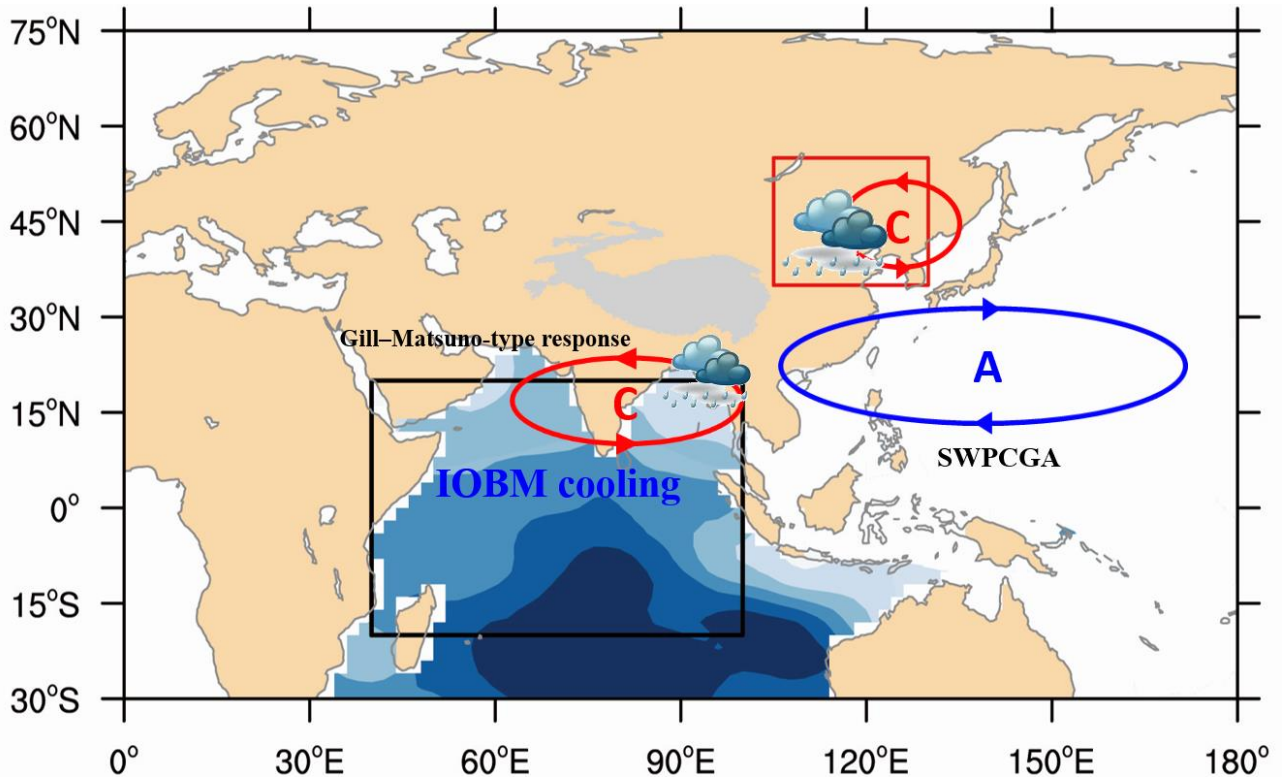 75°N
60°N
45°N
30°N
15°N
0°
15°S
30°S
C
Gill–Matsuno-type response
C
A
SWPCGA
IOBM cooling
0°
30°E
60°E
90°E
120°E
150°E
180°